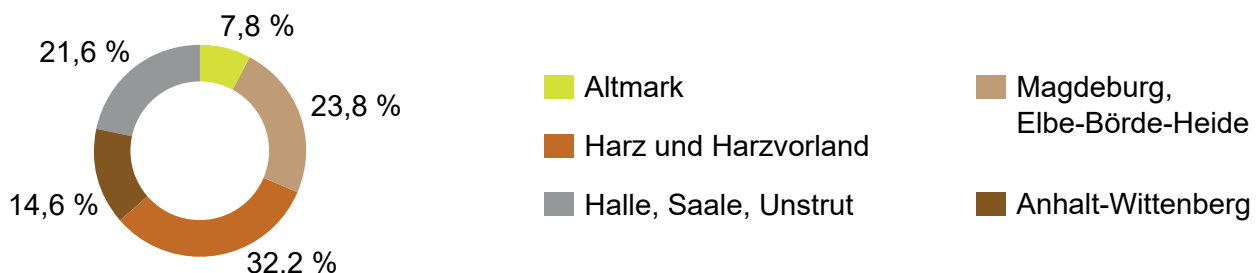 7,8 %
21,6 %
23,8 %
14,6 %
32,2 %
Altmark
Harz und Harzvorland
Halle, Saale, Unstrut
Magdeburg,
Elbe-Börde-Heide
Anhalt-Wittenberg